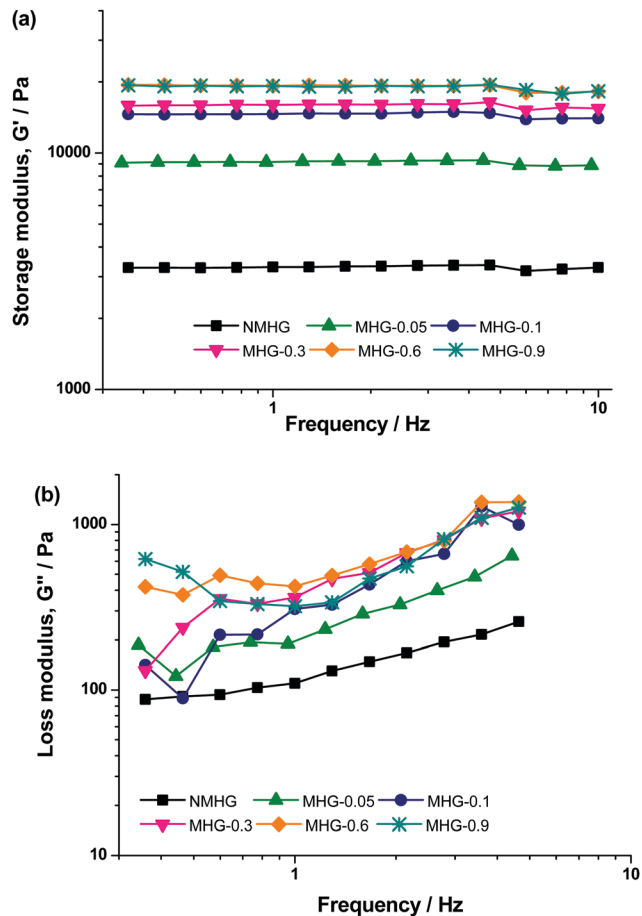 (a)
Storage modulus, G' / Pa
10000
1000
NMHG MHG-0.05 MHG-0.1
MHG-0.3 MHG-0.6 MHG-0.9
1 10
Frequency / Hz
(b)
Loss modulus, G" / Pa
1000
100
10
NMHG MHG-0.05 MHG-0.1
MHG-0.3 MHG-0.6 MHG-0.9
1 10
Frequency / Hz